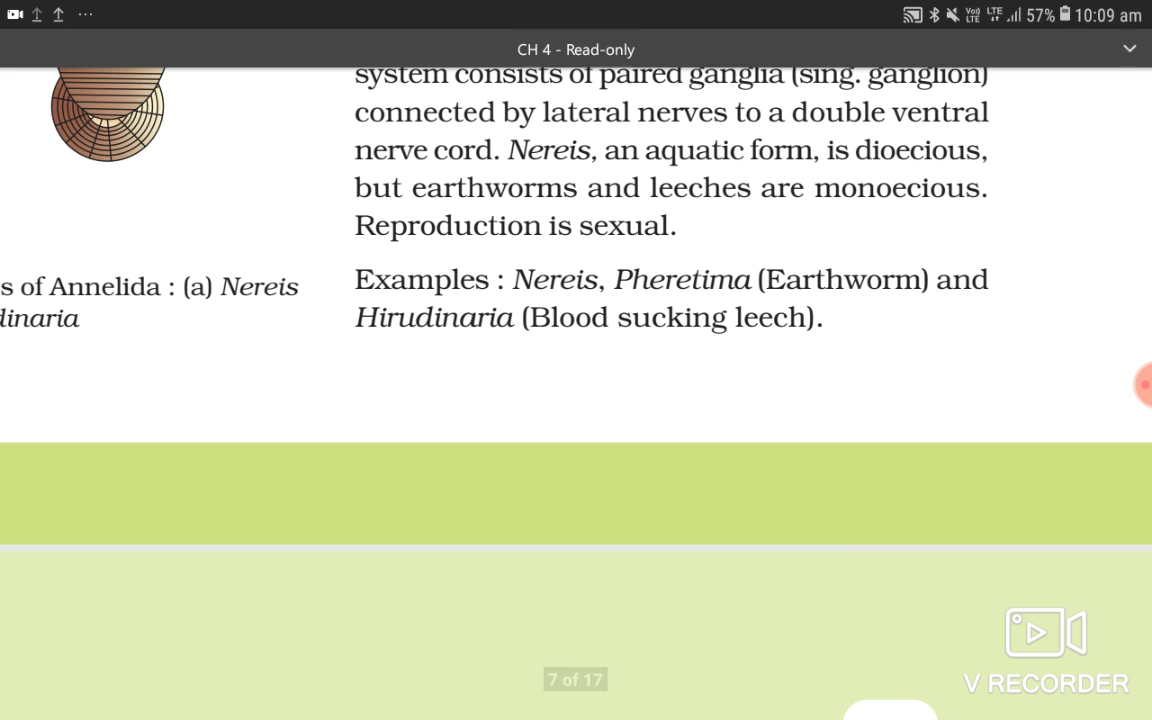 57% 10:09 am
CH 4 - Read-only
system consists of paired ganglia (sing. ganglion)
connected by lateral nerves to a double ventral
nerve cord. Nereis, an aquatic form, is dioecious,
but earthworms and leeches are monoecious.
Reproduction is sexual.
s of Annelida : (a) Nereis
dinaria
Examples : Nereis, Pheretima (Earthworm) and
Hirudinaria (Blood sucking leech).
7 of 17
V RECORDER